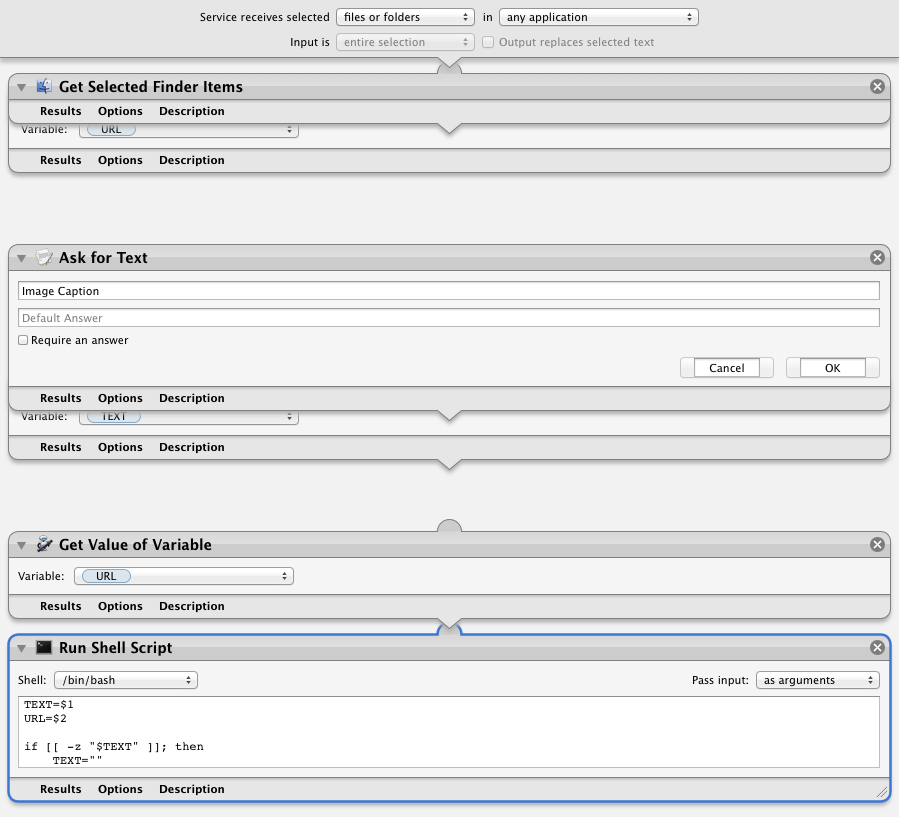 Service receives selected files or folders in any application
Input is entire selection Output replaces selected text
Get Selected Finder Items
Results Options Description
Variable: URL
Results Options Description
Ask for Text
Image Caption
Default Answer
Require an answer
Cancel OK
Results Options Description
Variable: TEXT
Results Options Description
Get Value of Variable
Variable: URL
Results Options Description
Run Shell Script
Shell: /bin/bash Pass input: as arguments
TEXT=$1
URL=$2
if [[ -z "$TEXT" ]]; then
TEXT=""
Results Options Description